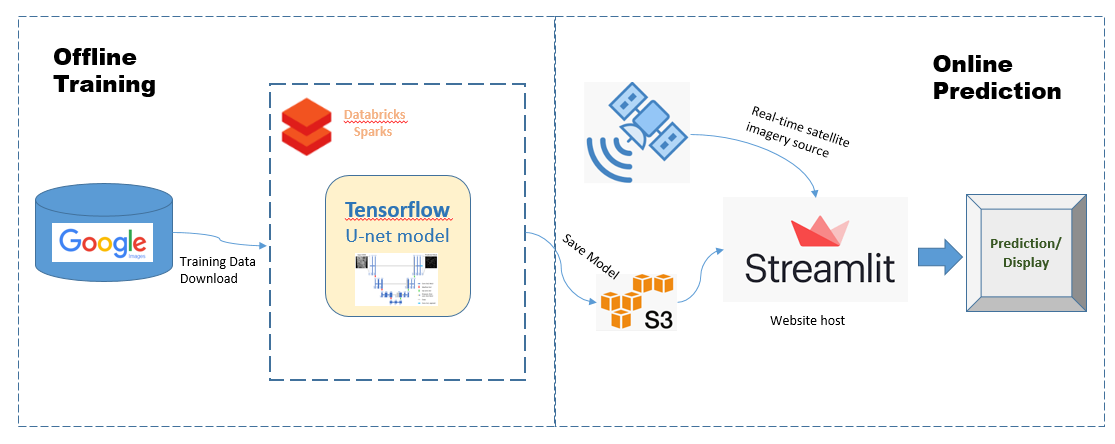 Offline
Training
Databricks
Sparks
Tensorflow
U-net model
Google
images
Training Data
Download
Save Model
S3
Real-time satellite
imagery source
Streamlit
Website host
Online
Prediction
Prediction/
Display